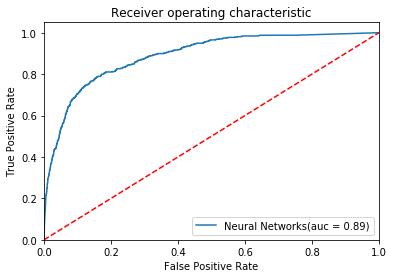 Receiver operating characteristic
1.0
0.8
0.6
0.4
0.2
0.0
True Positive Rate
Neural Networks(auc = 0.89)
0.0 0.2 0.4 0.6 0.8 1.0
False Positive Rate